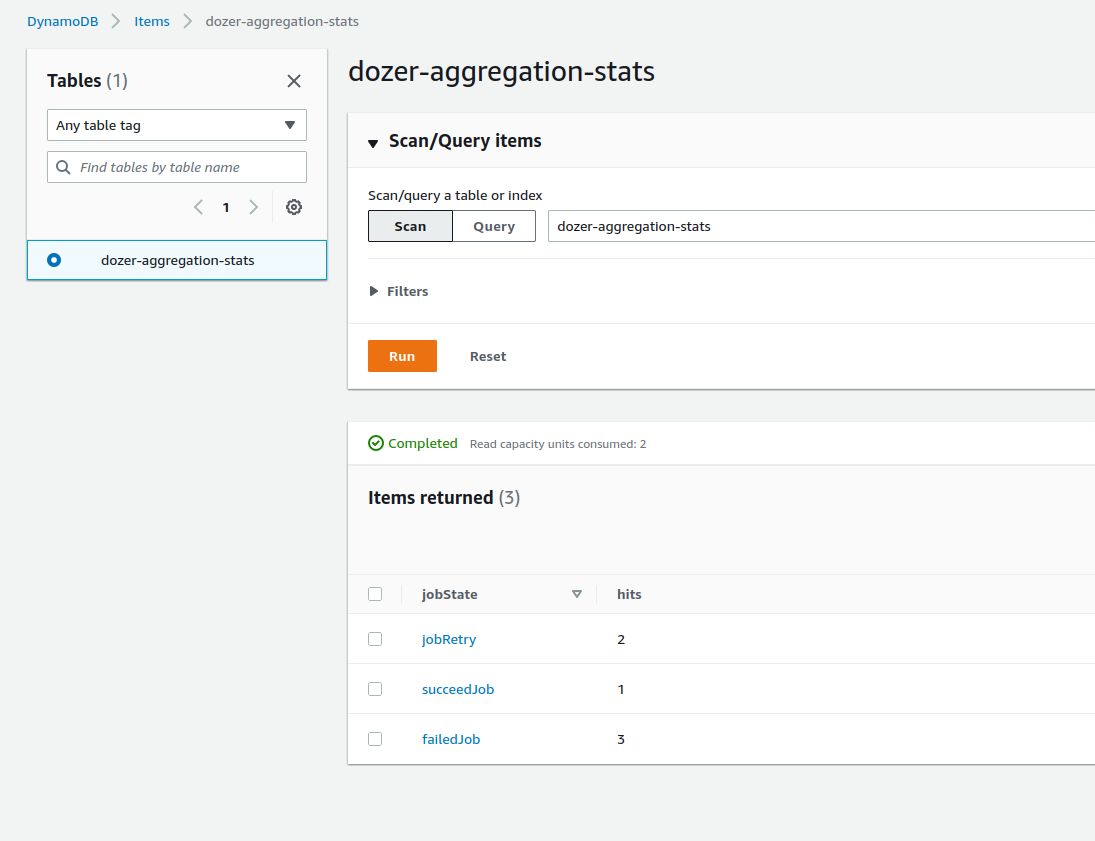 DynamoDB > Items > dozer-aggregation-stats
Tables (1)
Any table tag
Find tables by table name
1
dozer-aggregation-stats
dozer-aggregation-stats
Scan/Query items
Scan/query a table or index
Scan Query dozer-aggregation-stats
Filters
Run Reset
Completed Read capacity units consumed: 2
Items returned (3)
jobState hits
jobRetry 2
succeedJob 1
failedJob 3